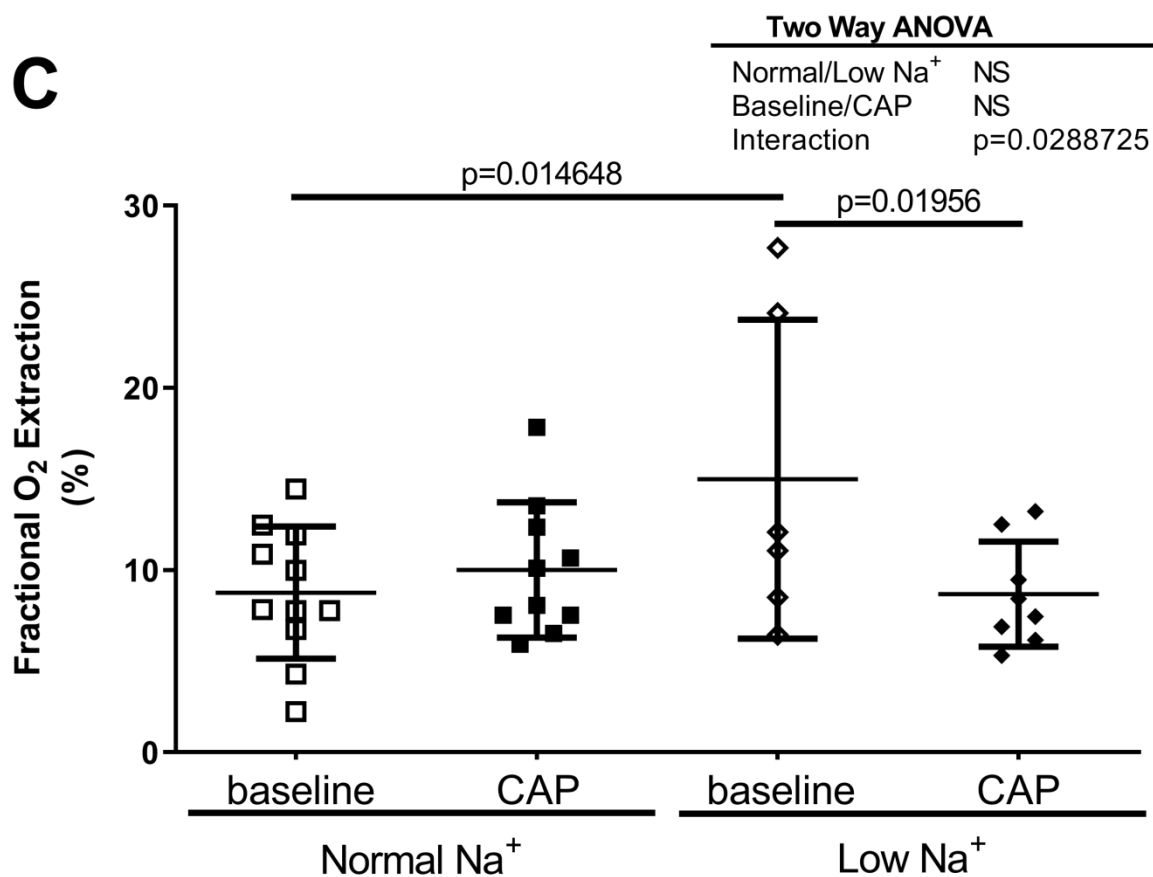 C
Two Way ANOVA
Normal/Low Na⁺ NS
Baseline/CAP NS
Interaction p=0.0288725
p=0.014648
p=0.01956
Fractional O₂ Extraction
(%)
30
20
10
0
baseline CAP baseline CAP
Normal Na⁺ Low Na⁺